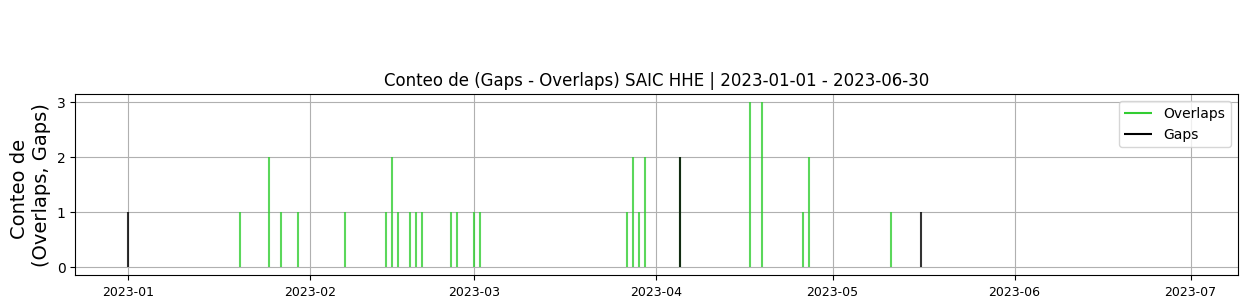 Conteo de (Gaps - Overlaps) SAIC HHE | 2023-01-01 - 2023-06-30
Conteo de
(Overlaps, Gaps)
3
2
1
0
Overlaps
Gaps
2023-01
2023-02
2023-03
2023-04
2023-05
2023-06
2023-07